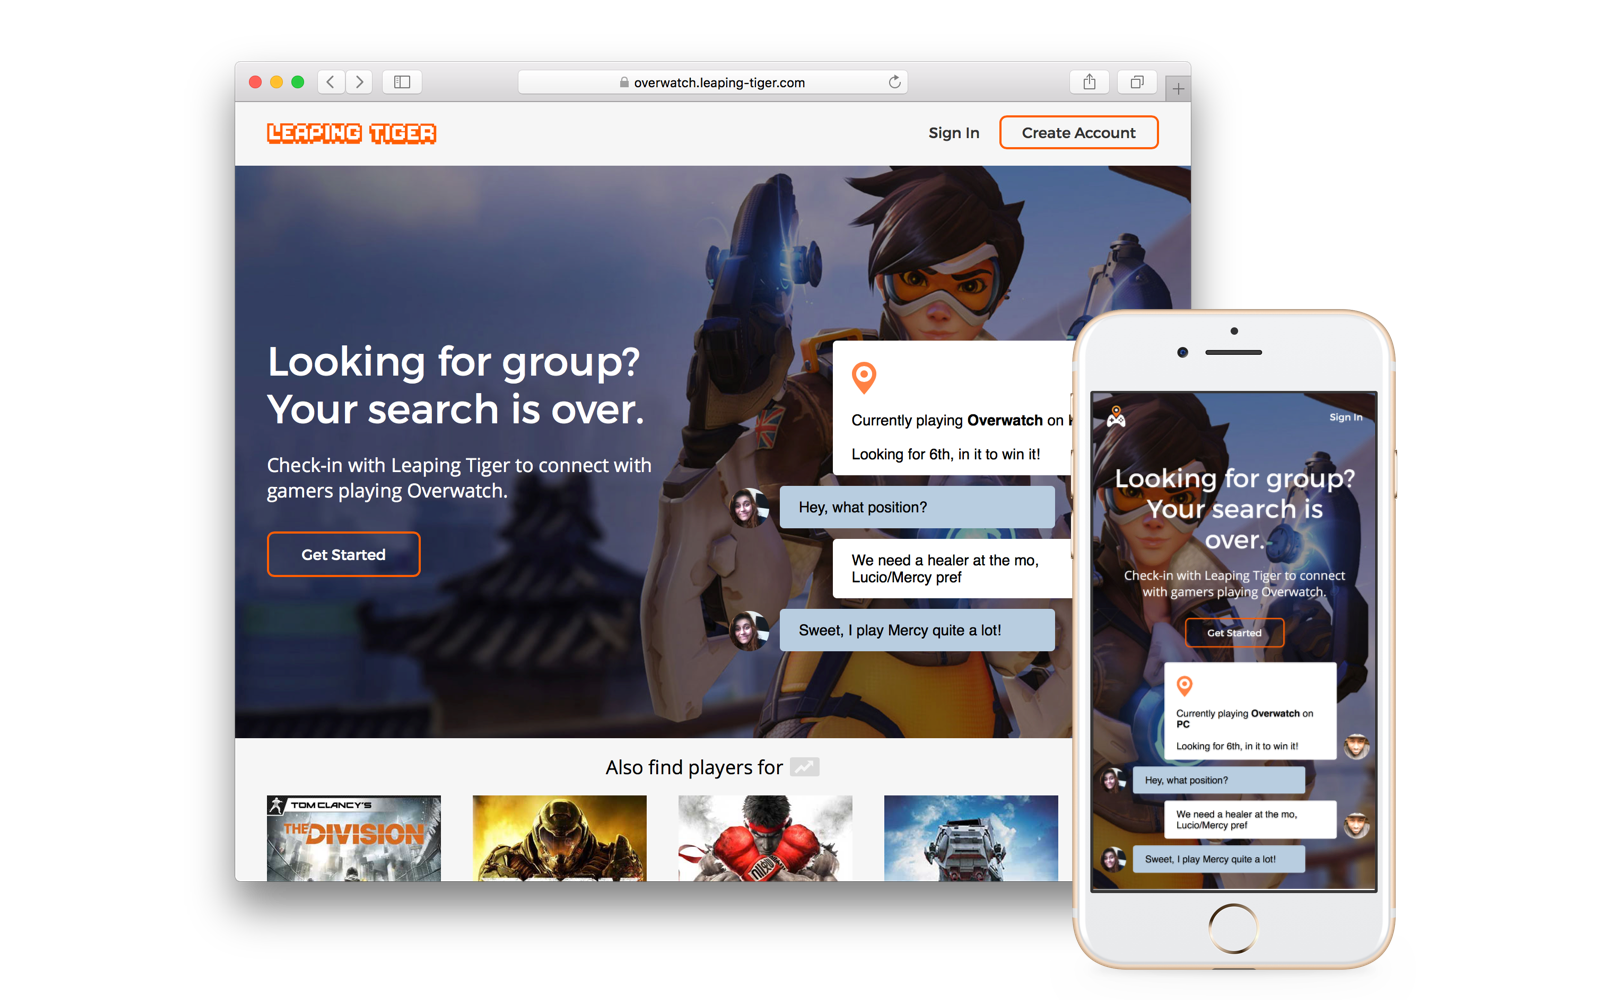 overwatch.leaping-tiger.com
LEAPING TIGER
Sign In
Create Account
Looking for group?
Your search is over.
Check-in with Leaping Tiger to connect with
gamers playing Overwatch.
Get Started
Currently playing Overwatch on
Looking for 6th, in it to win it!
Hey, what position?
We need a healer at the mo,
Lucio/Mercy pref
Sweet, I play Mercy quite a lot!
Also find players for
TOM CLANCY'S
THE DIVISION
Sign In
Looking for group?
Your search is
over.
Check-in with Leaping Tiger to connect
with gamers playing Overwatch.
Get Started
Currently playing Overwatch on
PC
Looking for 6th, in it to win it!
Hey, what position?
We need a healer at the mo,
Lucio/Mercy pref
Sweet, I play Mercy quite a lot!